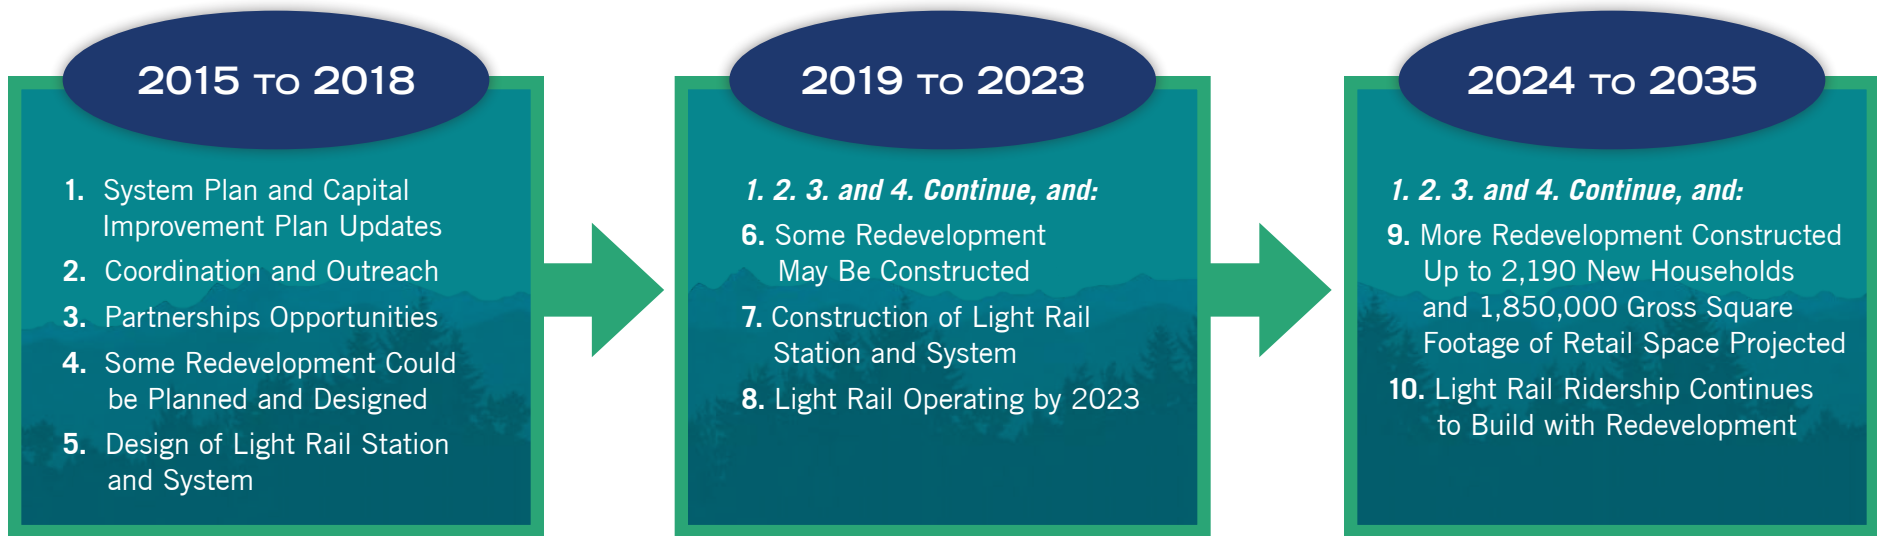 2015 TO 2018
1. System Plan and Capital
Improvement Plan Updates
2. Coordination and Outreach
3. Partnerships Opportunities
4. Some Redevelopment Could
be Planned and Designed
5. Design of Light Rail Station
and System
2019 TO 2023
1. 2. 3. and 4. Continue, and:
6. Some Redevelopment
May Be Constructed
7. Construction of Light Rail
Station and System
8. Light Rail Operating by 2023
2024 TO 2035
1. 2. 3. and 4. Continue, and:
9. More Redevelopment Constructed
Up to 2,190 New Households
and 1,850,000 Gross Square
Footage of Retail Space Projected
10. Light Rail Ridership Continues
to Build with Redevelopment